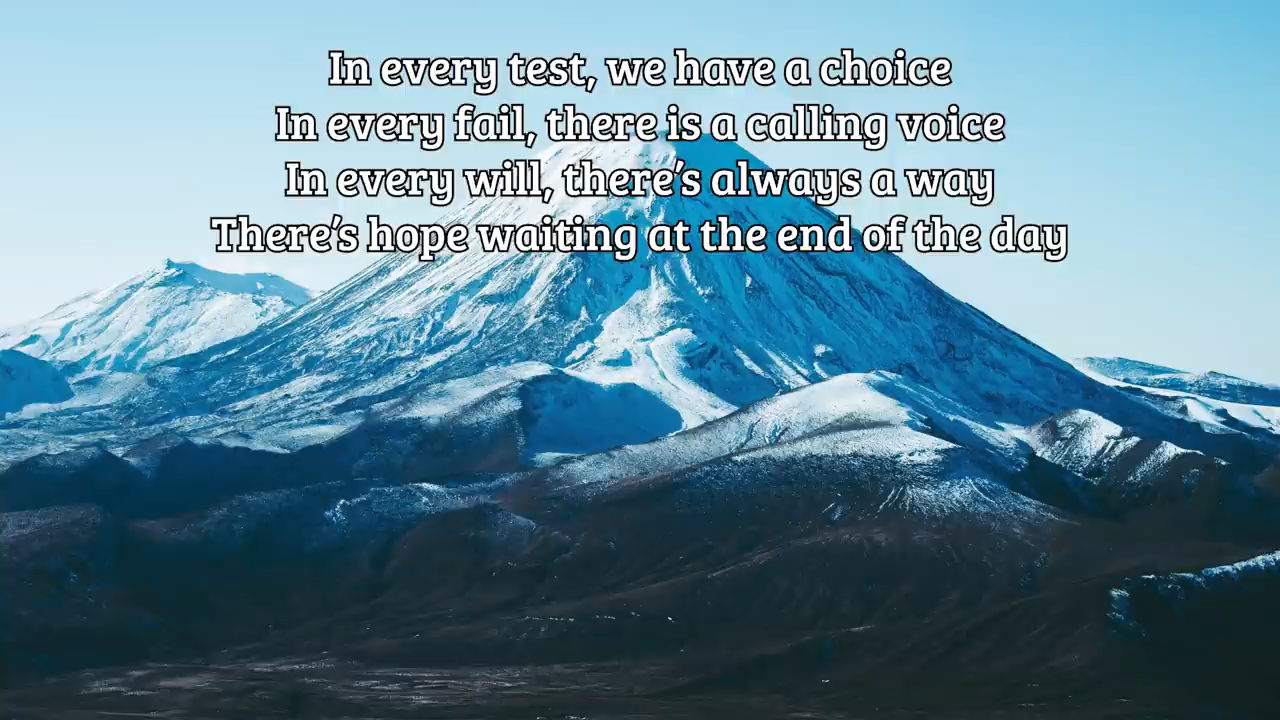 In every test, we have a choice
In every fail, there is a calling voice
In every will, there's always a way
There's hope waiting at the end of the day